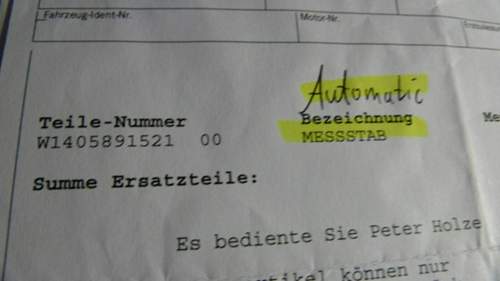 Fahrzeug-Ident-Nr.
Motor-Nr.
Automatic
Teile-Nummer Bezeichnung
W1405891521 00 MESSSTAB
Summe Ersatzteile:
Es bediente Sie Peter Holze
können nur